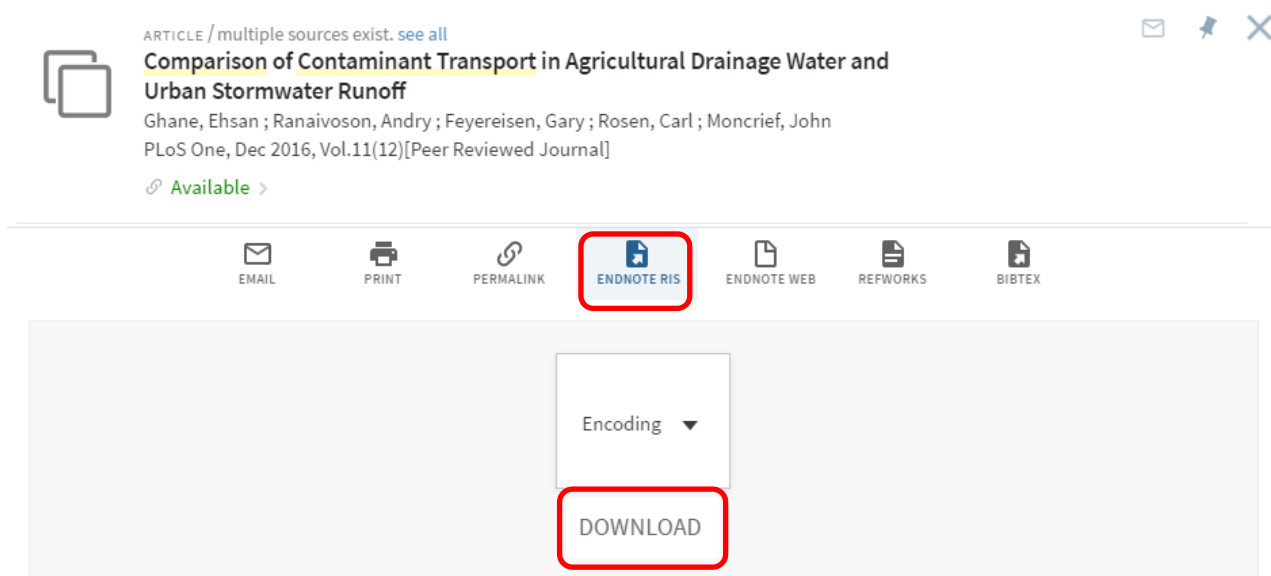 ARTICLE / multiple sources exist. see all
Comparison of Contaminant Transport in Agricultural Drainage Water and
Urban Stormwater Runoff
Ghane, Ehsan ; Ranaivoson, Andry ; Feyereisen, Gary ; Rosen, Carl ; Moncrief, John
PLoS One, Dec 2016, Vol.11(12)[Peer Reviewed Journal]
Available
EMAIL PRINT PERMALINK ENDNOTE RIS ENDNOTE WEB REFWORKS BIBTEX
Encoding
DOWNLOAD